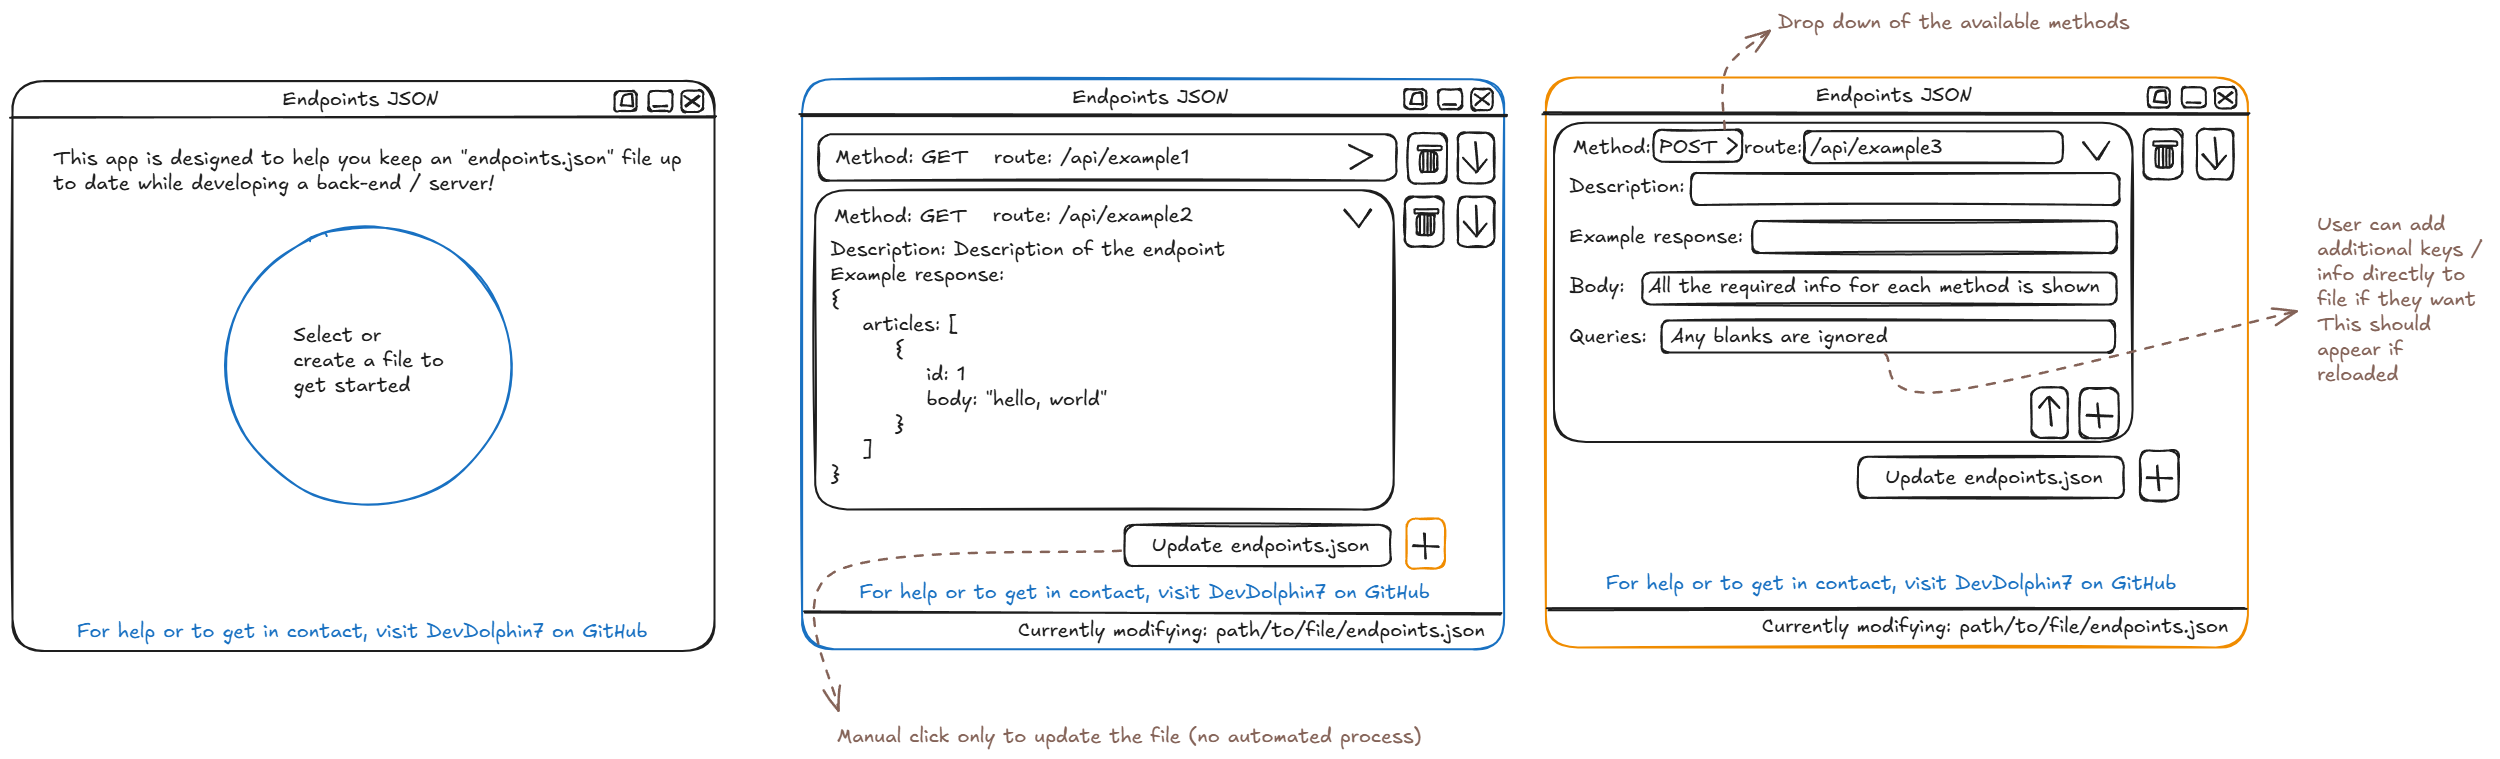 Drop down of the available methods
Endpoints JSON
This app is designed to help you keep an "endpoints.json" file up
to date while developing a back-end / server!
Select or
create a file to
get started
For help or to get in contact, visit DevDolphin7 on GitHub
Endpoints JSON
Method: GET route: /api/example1
Method: GET route: /api/example2
Description: Description of the endpoint
Example response:
{
articles: [
{
id: 1
body: "hello, world"
}
]
}
Update endpoints.json
For help or to get in contact, visit DevDolphin7 on GitHub
Currently modifying: path/to/file/endpoints.json
Manual click only to update the file (no automated process)
Endpoints JSON
Method: POST > route: /api/example3
Description:
Example response:
Body: All the required info for each method is shown
Queries: Any blanks are ignored
Update endpoints.json
For help or to get in contact, visit DevDolphin7 on GitHub
Currently modifying: path/to/file/endpoints.json
User can add
additional keys /
info directly to
file if they want
This should
appear if
reloaded